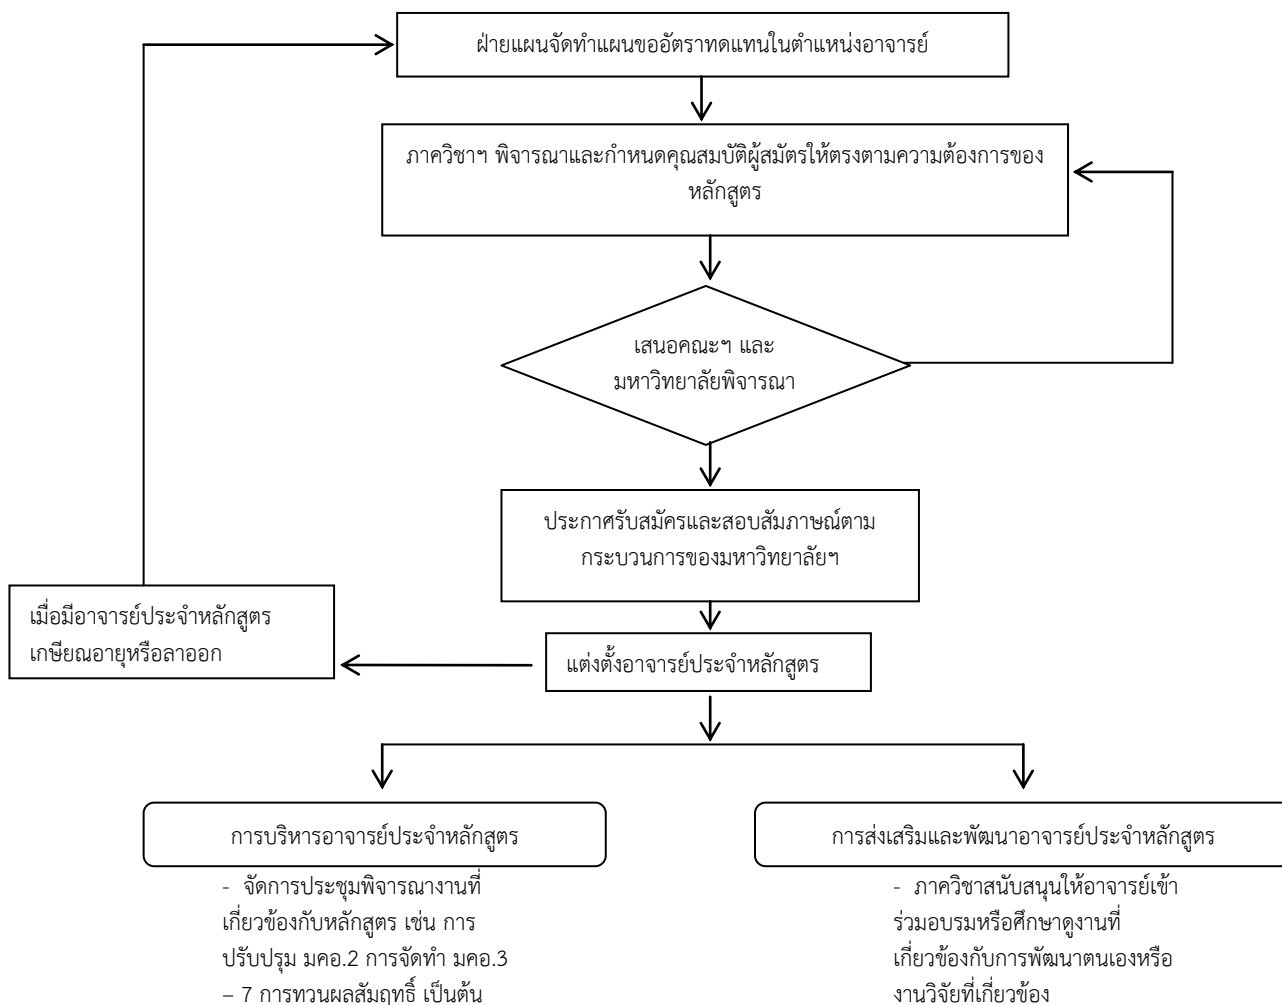 ฝ่ายแผนจัดทำแผนขออัตราทดแทนในตำแหน่งอาจารย์
ภาควิชาฯ พิจารณาและกำหนดคุณสมบัติผู้สมัตรให้ตรงตามความต้องการของ
หลักสูตร
เสนอคณะฯ และ
มหาวิทยาลัยพิจารณา
ประกาศรับสมัครและสอบสัมภาษณ์ตาม
กระบวนการของมหาวิทยาลัยฯ
เมื่อมีอาจารย์ประจำหลักสูตร
เกษียณอายุหรือลาออก
แต่งตั้งอาจารย์ประจำหลักสูตร
การบริหารอาจารย์ประจำหลักสูตร
- จัดการประชุมพิจารณางานที่
เกี่ยวข้องกับหลักสูตร เช่น การ
ปรับปรุม มคอ.2 การจัดทำ มคอ.3
– 7 การทวนผลสัมฤทธิ์ เป็นต้น
การส่งเสริมและพัฒนาอาจารย์ประจำหลักสูตร
- ภาควิชาสนับสนุนให้อาจารย์เข้า
ร่วมอบรมหรือศึกษาดูงานที่
เกี่ยวข้องกับการพัฒนาตนเองหรือ
งานวิจัยที่เกี่ยวข้อง